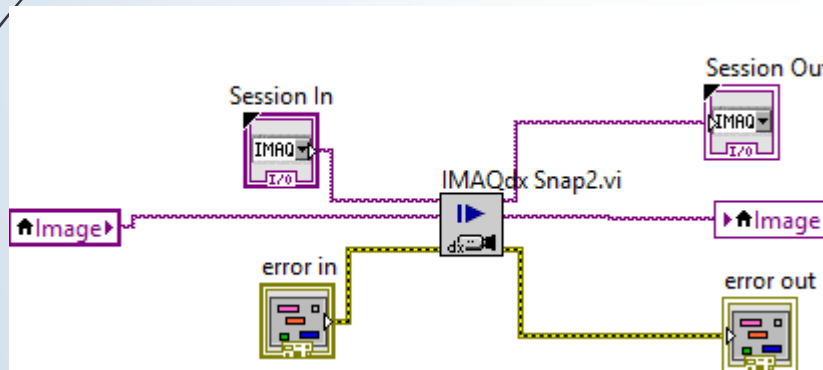 Session Out
Session In
IMAQ
I/O
IMAQ
I/O
IMAQdx Snap2.vi
Image
dx
Image
error in
error out